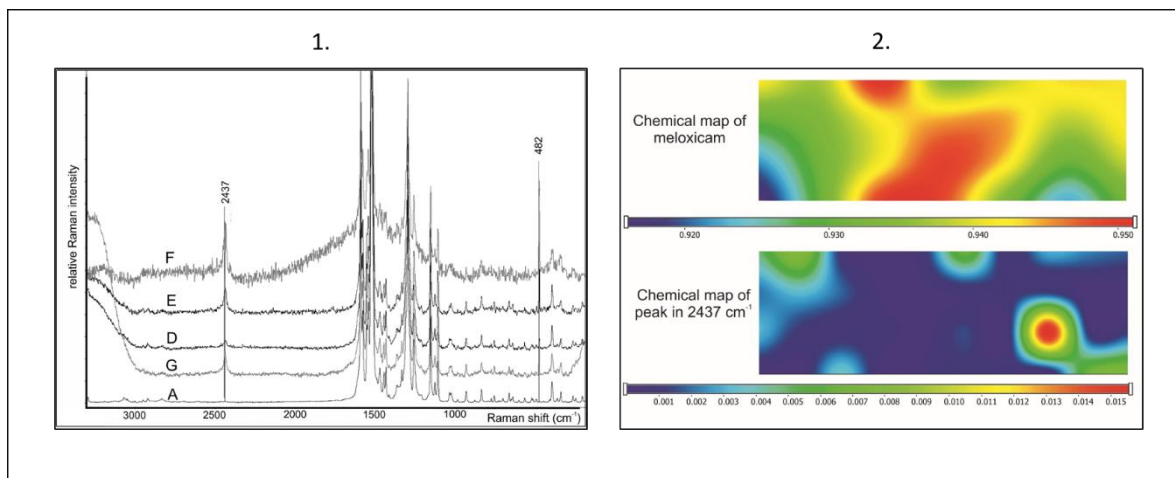 1.
2.
relative Raman intensity
2437
482
F
E
D
G
A
3000
2500
2000
1500
1000
Raman shift (cm⁻¹)
Chemical map of
meloxicam
0.920
0.930
0.940
0.950
Chemical map of
peak in 2437 cm⁻¹
0.001
0.002
0.003
0.004
0.005
0.006
0.007
0.008
0.009
0.010
0.011
0.012
0.013
0.014
0.015